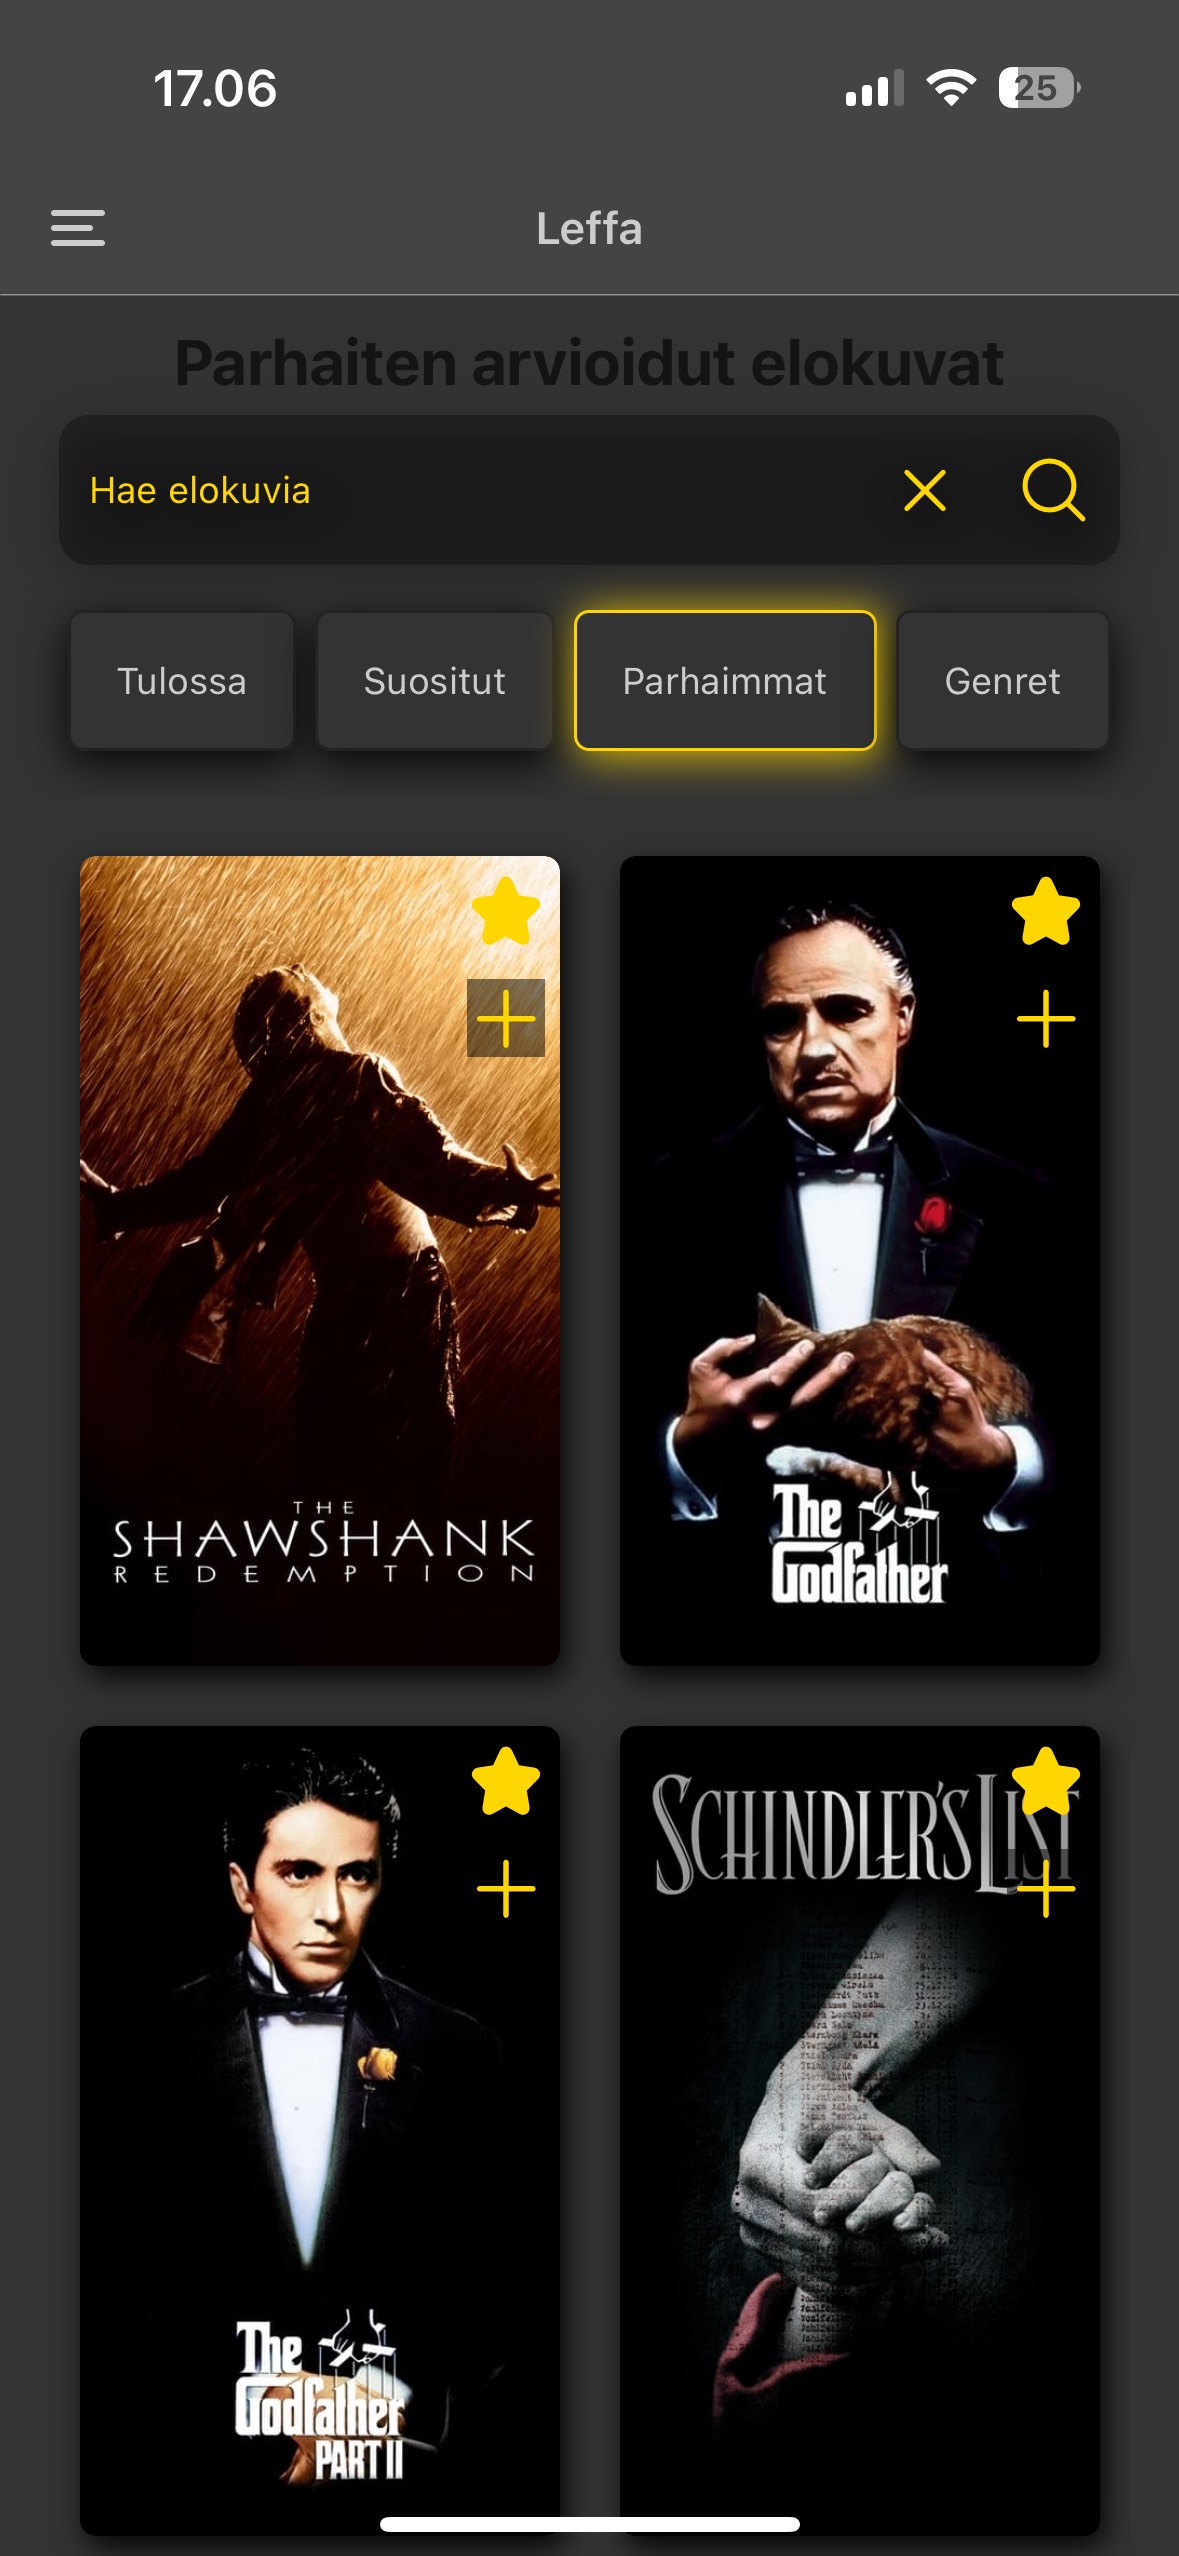 17.06
25
Leffa
Parhaiten arvioidut elokuvat
Hae elokuvia
Tulossa
Suositut
Parhaimmat
Genret
THE
SHAWSHANK
REDEMPTION
The
Godfather
SCHINDLER'S LIST
The
Godfather
PART II